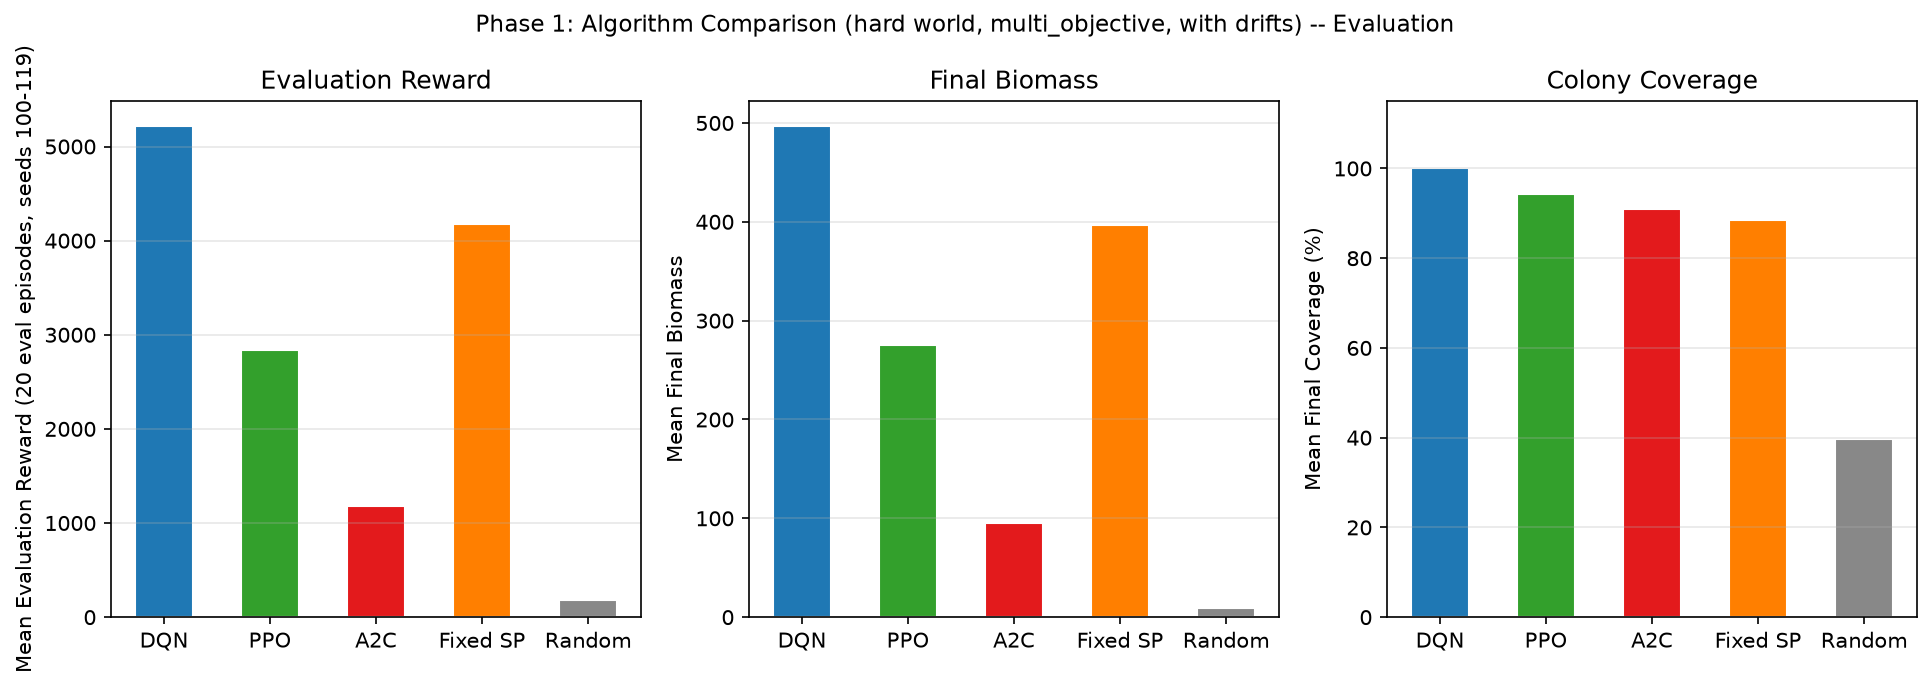 Phase 1: Algorithm Comparison (hard world, multi_objective, with drifts) -- Evaluation
Evaluation Reward
Mean Evaluation Reward (20 eval episodes, seeds 100-119)
5000
4000
3000
2000
1000
0
DQN PPO A2C Fixed SP Random
Final Biomass
Mean Final Biomass
500
400
300
200
100
0
DQN PPO A2C Fixed SP Random
Colony Coverage
Mean Final Coverage (%)
100
80
60
40
20
0
DQN PPO A2C Fixed SP Random